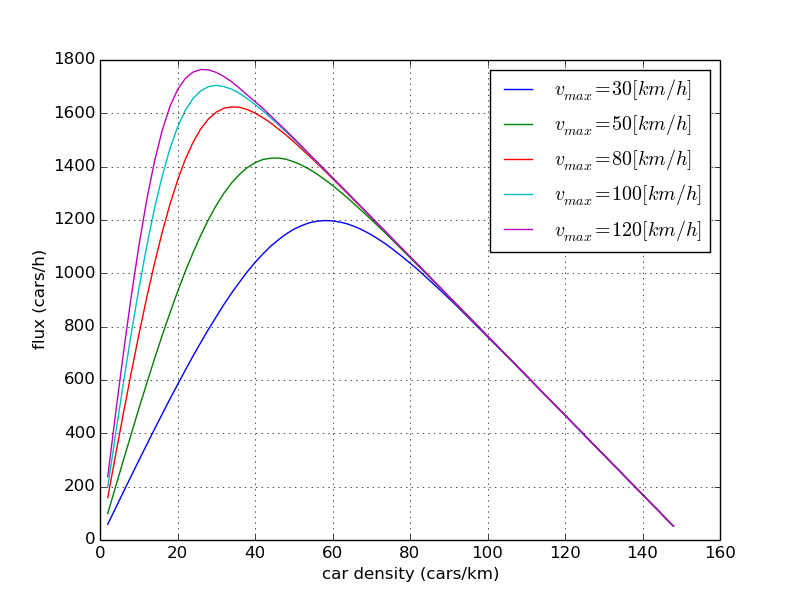 1800
1600
1400
1200
1000
800
600
400
200
0
flux (cars/h)
v_max=30[km/h]
v_max=50[km/h]
v_max=80[km/h]
v_max=100[km/h]
v_max=120[km/h]
0 20 40 60 80 100 120 140 160
car density (cars/km)